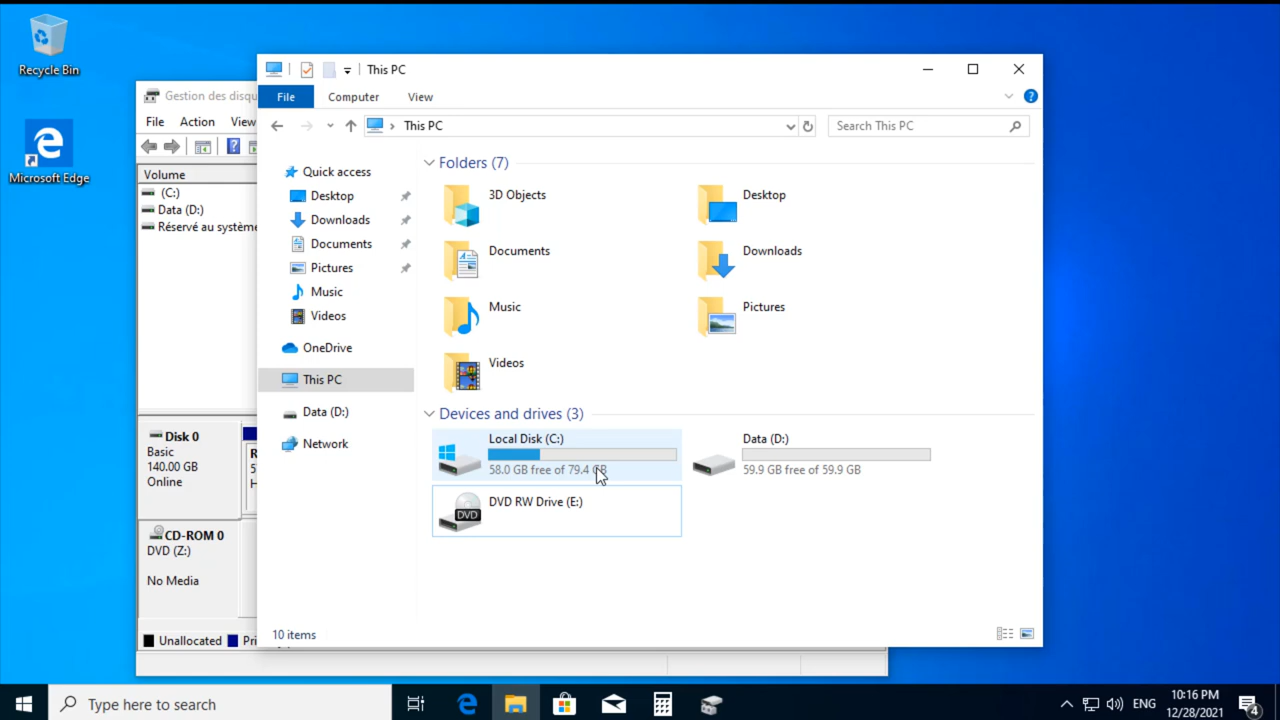 Recycle Bin
Microsoft Edge
Gestion des disqu
File Action View
Volume
(C:)
Data (D:)
Réservé au système
Disk 0
Basic
140.00 GB
Online
CD-ROM 0
DVD (Z:)
No Media
Unallocated
This PC
File Computer View
This PC
Search This PC
Quick access
Desktop
Downloads
Documents
Pictures
Music
Videos
OneDrive
This PC
Data (D:)
Network
Folders (7)
3D Objects
Desktop
Documents
Downloads
Music
Pictures
Videos
Devices and drives (3)
Local Disk (C:)
58.0 GB free of 79.4 GB
Data (D:)
59.9 GB free of 59.9 GB
DVD
DVD RW Drive (E:)
10 items
Type here to search
ENG
10:16 PM
12/28/2021
4